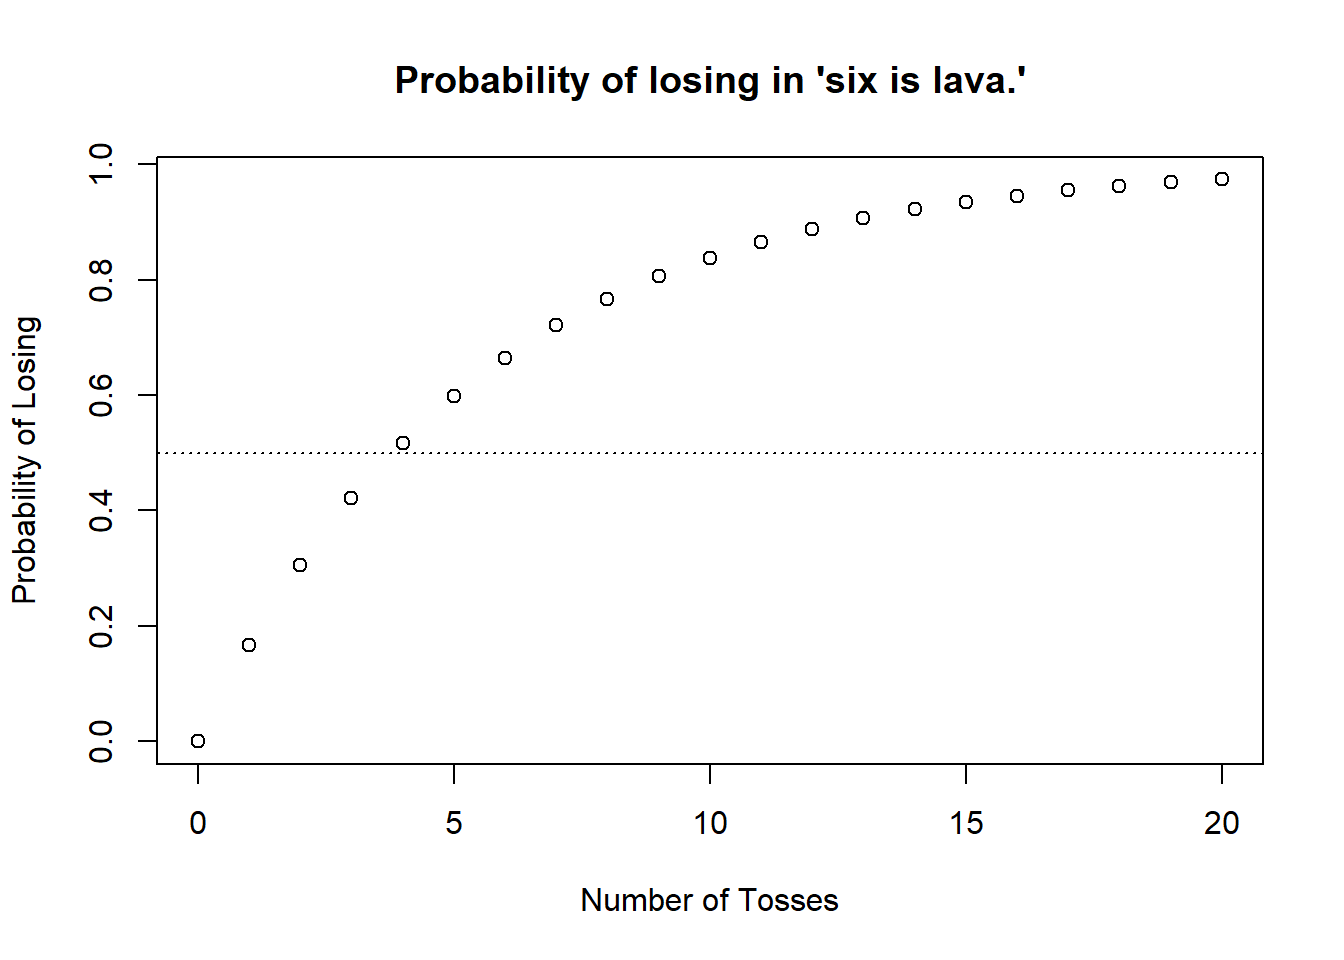 Probability of losing in 'six is lava.'
Probability of Losing
1.0
0.8
0.6
0.4
0.2
0.0
0 5 10 15 20
Number of Tosses